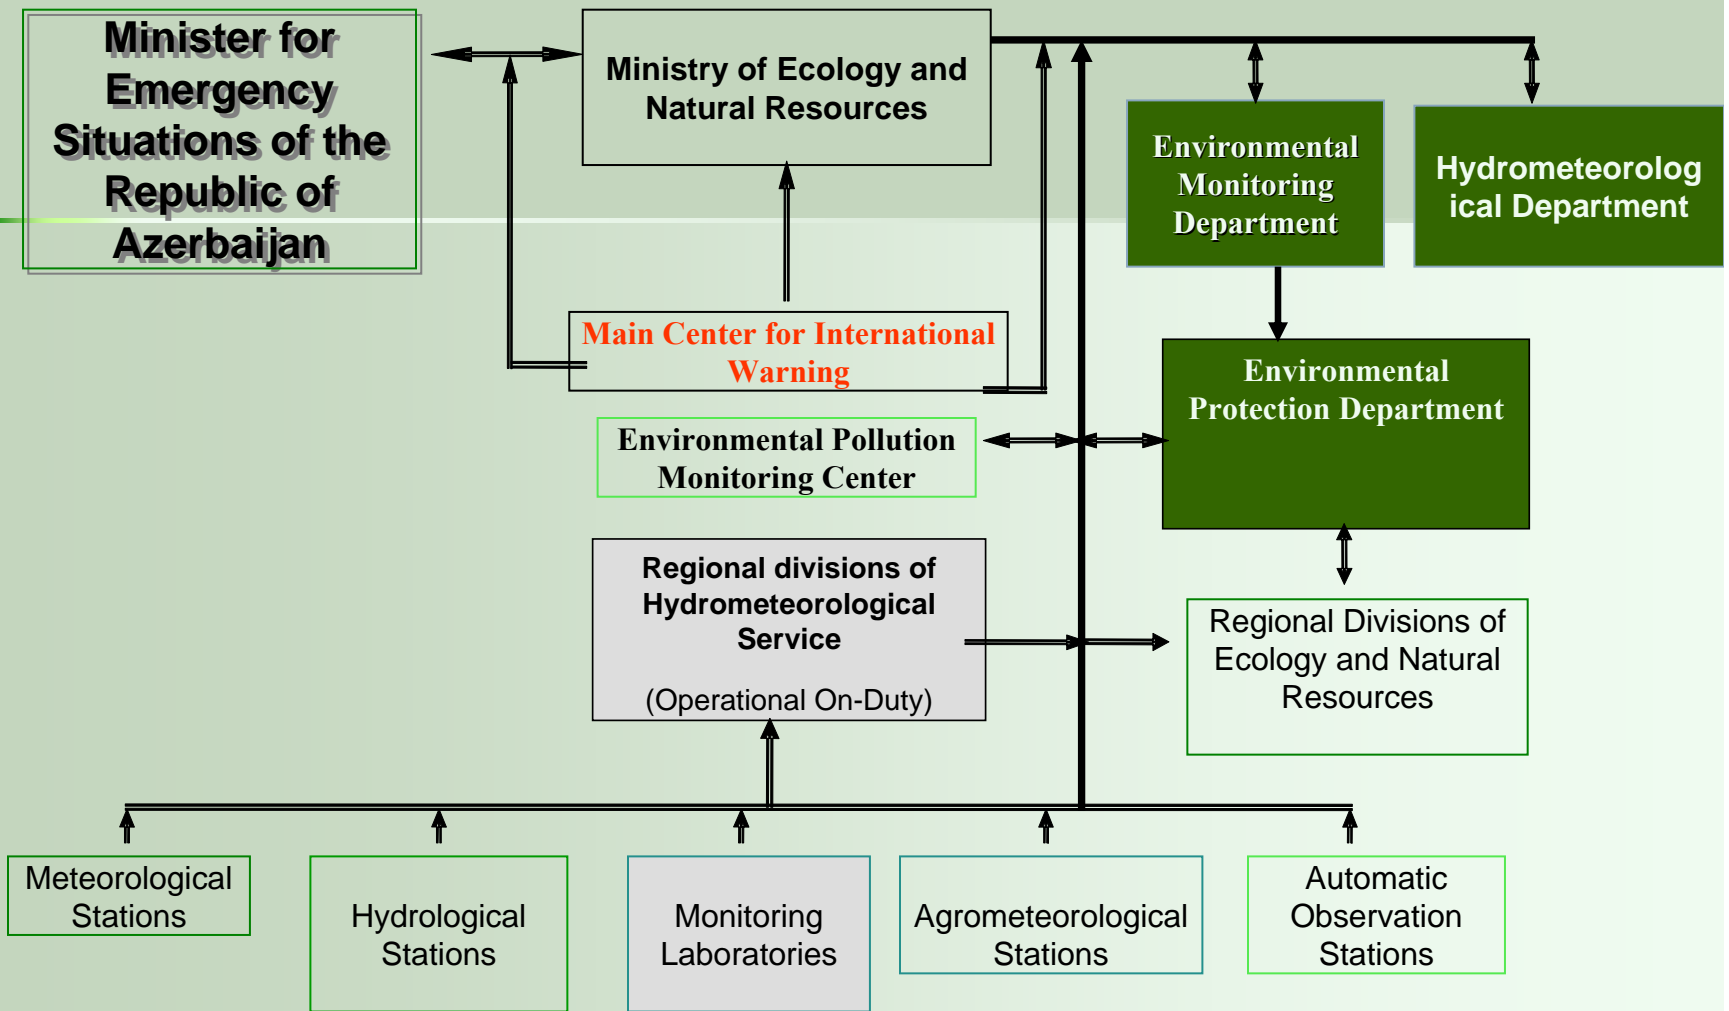 Minister for
Emergency
Situations of the
Republic of
Azerbaijan
Ministry of Ecology and
Natural Resources
Environmental
Monitoring
Department
Hydrometeorolog
ical Department
Main Center for International
Warning
Environmental
Protection Department
Environmental Pollution
Monitoring Center
Regional divisions of
Hydrometeorological
Service
(Operational On-Duty)
Regional Divisions of
Ecology and Natural
Resources
Meteorological
Stations
Hydrological
Stations
Monitoring
Laboratories
Agrometeorological
Stations
Automatic
Observation
Stations